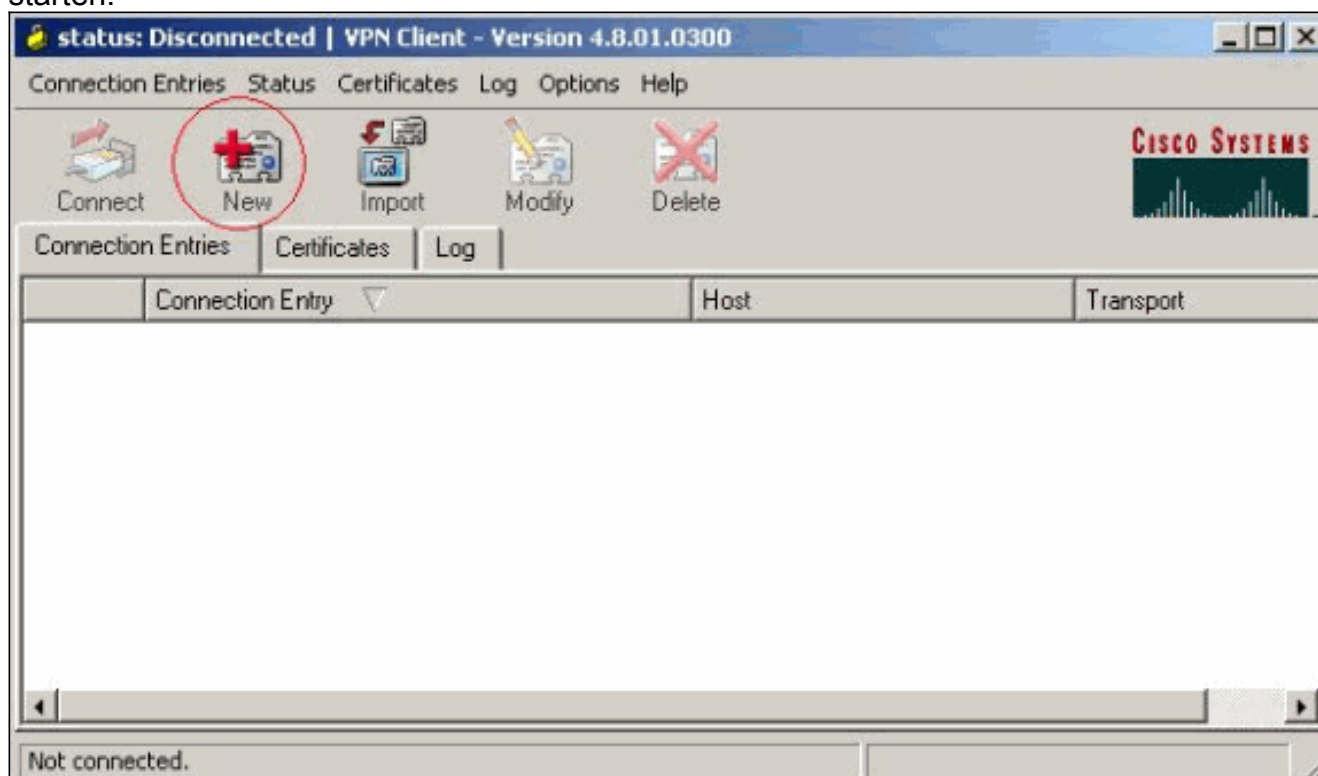 starten.
status: Disconnected | VPN Client - Version 4.8.01.0300
Connection Entries Status Certificates Log Options Help
CISCO SYSTEMS
Connect New Import Modify Delete
Connection Entries Certificates Log
Connection Entry Host Transport
Not connected.